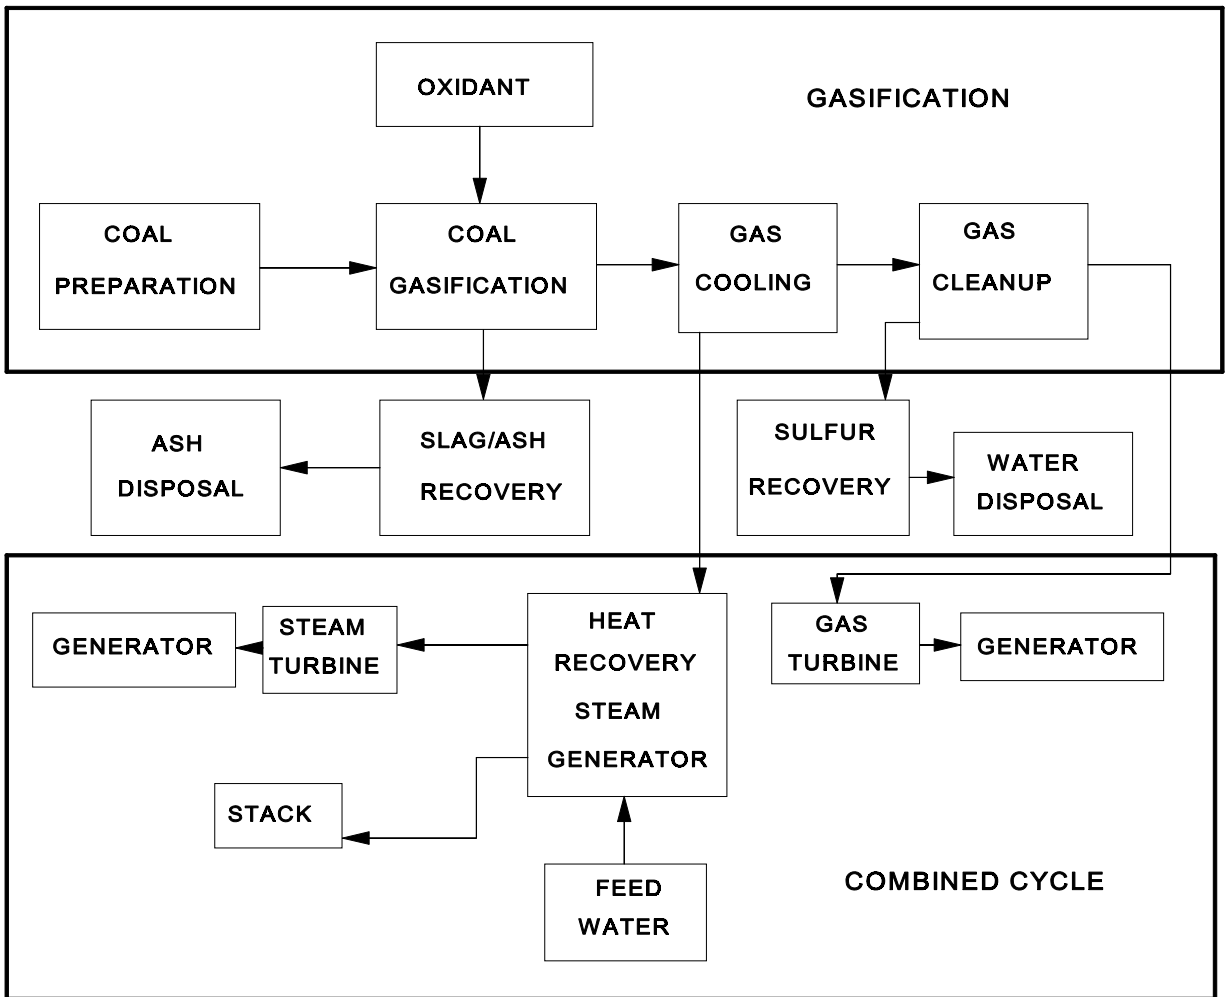 OXIDANT
GASIFICATION
COAL
PREPARATION
COAL
GASIFICATION
GAS
COOLING
GAS
CLEANUP
ASH
DISPOSAL
SLAG/ASH
RECOVERY
SULFUR
RECOVERY
WATER
DISPOSAL
GENERATOR
STEAM
TURBINE
HEAT
RECOVERY
STEAM
GENERATOR
GAS
TURBINE
GENERATOR
STACK
FEED
WATER
COMBINED CYCLE